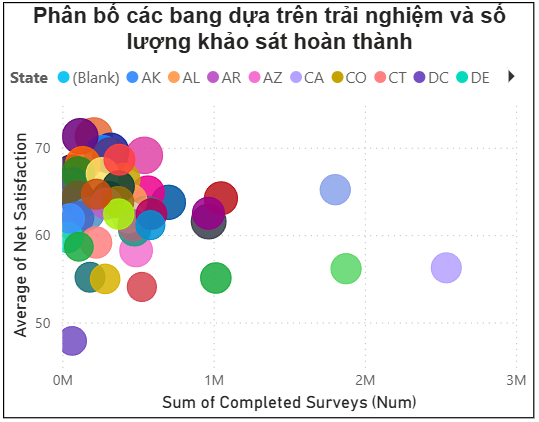 Phân bổ các bang dựa trên trải nghiệm và số
lượng khảo sát hoàn thành
State (Blank) AK AL AR AZ CA CO CT DC DE
Average of Net Satisfaction
70
60
50
0M 1M 2M 3M
Sum of Completed Surveys (Num)